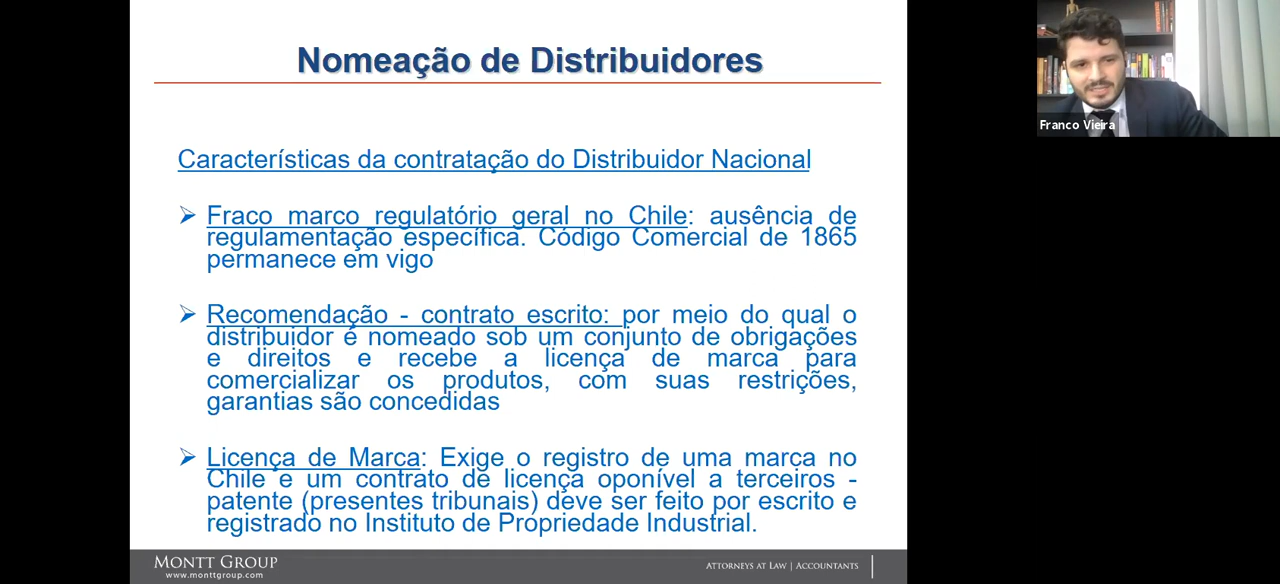 Nomeação de Distribuidores
Características da contratação do Distribuidor Nacional
➢ Fraco marco regulatório geral no Chile: ausência de
regulamentação específica. Código Comercial de 1865
permanece em vigo
➢ Recomendação - contrato escrito: por meio do qual o
distribuidor é nomeado sob um conjunto de obrigações
e direitos e recebe a licença de marca para
comercializar os produtos, com suas restrições,
garantias são concedidas
➢ Licença de Marca: Exige o registro de uma marca no
Chile e um contrato de licença oponível a terceiros -
patente (presentes tribunais) deve ser feito por escrito e
registrado no Instituto de Propriedade Industrial.
MONTT GROUP
www.monttgroup.com
ATTORNEYS AT LAW | ACCOUNTANTS
Franco Vieira